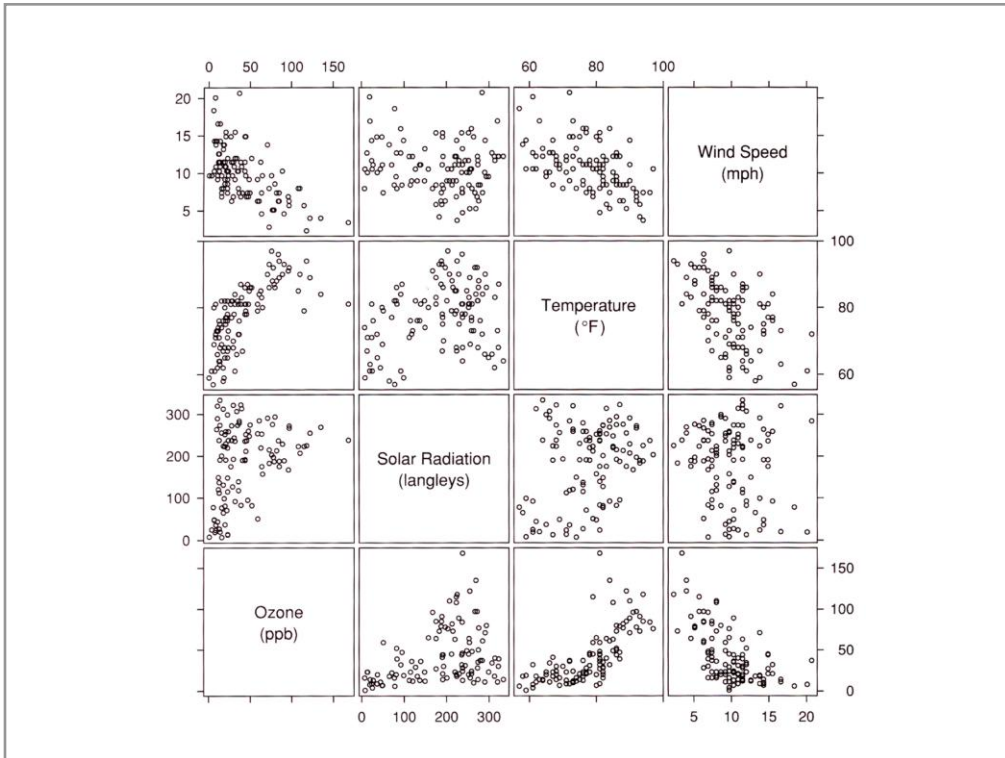 0 50 100 150
60 80 100
20
15
10
5
Wind Speed
(mph)
Temperature
(°F)
100
80
60
300
200
100
0
Solar Radiation
(langleys)
Ozone
(ppb)
150
100
50
0
0 100 200 300
5 10 15 20